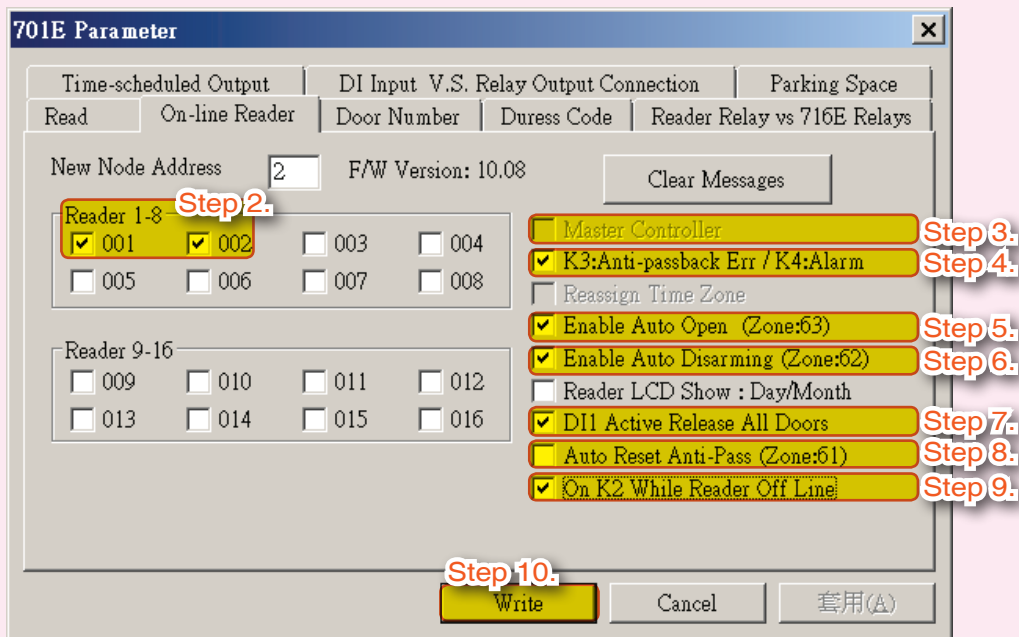 701E Parameter
Time-scheduled Output DI Input V.S. Relay Output Connection Parking Space
Read On-line Reader Door Number Duress Code Reader Relay vs 716E Relays
New Node Address 2 F/W Version: 10.08 Clear Messages
Step 2.
Reader 1-8
001 002 003 004
005 006 007 008
Reader 9-16
009 010 011 012
013 014 015 016
Master Controller Step 3.
K3:Anti-passback Err / K4:Alarm Step 4.
Reassign Time Zone
Enable Auto Open (Zone:63) Step 5.
Enable Auto Disarming (Zone:62) Step 6.
Reader LCD Show : Day/Month
DI1 Active Release All Doors Step 7.
Auto Reset Anti-Pass (Zone:61) Step 8.
On K2 While Reader Off Line Step 9.
Step 10.
Write Cancel 套用(A)